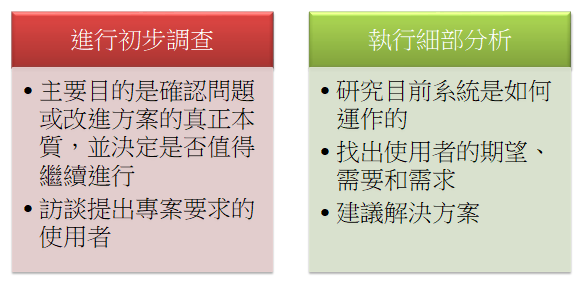 進行初步調查
• 主要目的是確認問題
或改進方案的真正本
質，並決定是否值得
繼續進行
• 訪談提出專案要求的
使用者
執行細部分析
• 研究目前系統是如何
運作的
• 找出使用者的期望、
需要和需求
• 建議解決方案